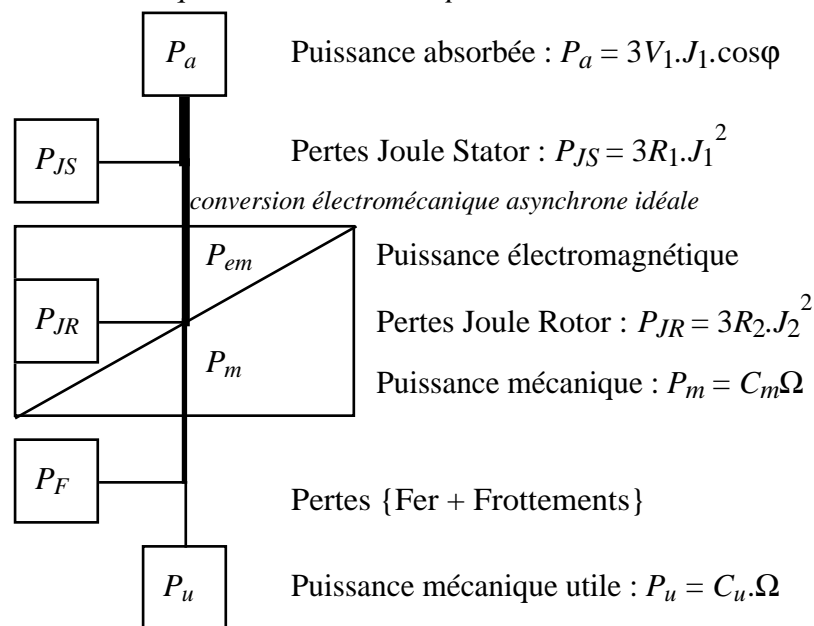 P_a Puissance absorbée : P_a = 3V_1.J_1.cosφ
P_JS Pertes Joule Stator : P_JS = 3R_1.J_1^2
conversion électromécanique asynchrone idéale
P_em Puissance électromagnétique
P_JR Pertes Joule Rotor : P_JR = 3R_2.J_2^2
P_m Puissance mécanique : P_m = C_mΩ
P_F Pertes {Fer + Frottements}
P_u Puissance mécanique utile : P_u = C_u.Ω